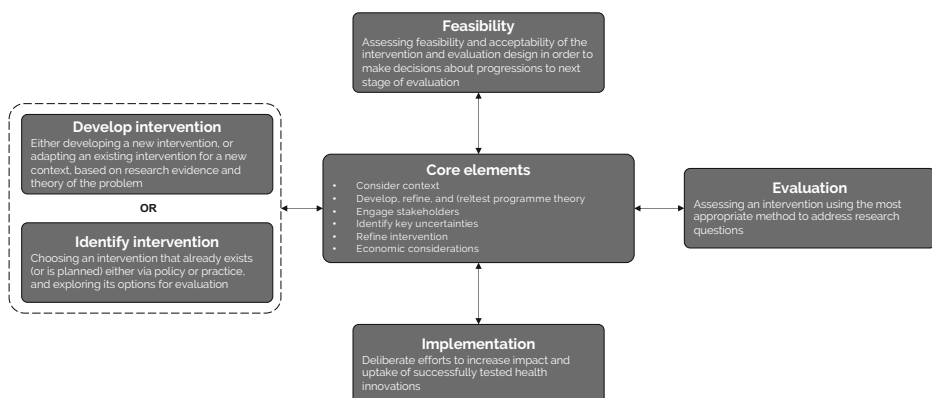 Feasibility
Assessing feasibility and acceptability of the
intervention and evaluation design in order to
make decisions about progressions to next
stage of evaluation
Develop intervention
Either developing a new intervention, or
adapting an existing intervention for a new
context, based on research evidence and
theory of the problem
OR
Identify intervention
Choosing an intervention that already exists
(or is planned) either via policy or practice,
and exploring its options for evaluation
Core elements
• Consider context
• Develop, refine, and (re)test programme theory
• Engage stakeholders
• Identify key uncertainties
• Refine intervention
• Economic considerations
Evaluation
Assessing an intervention using the most
appropriate method to address research
questions
Implementation
Deliberate efforts to increase impact and
uptake of successfully tested health
innovations